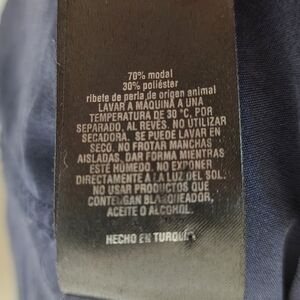 70% modal
30% poliéster
ribete de perla de origen animal
LAVAR A MÁQUINA A UNA
TEMPERATURA DE 30 °C, POR
SEPARADO, AL REVÉS. NO UTILIZAR
SECADORA. SE PUEDE LAVAR EN
SECO. NO FROTAR MANCHAS
AISLADAS. DAR FORMA MIENTRAS
ESTÉ HÚMEDO. NO EXPONER
DIRECTAMENTE A LA LUZ DEL SOL.
NO USAR PRODUCTOS QUE
CONTENGAN BLANQUEADOR,
ACEITE O ALCOHOL.
HECHO EN TURQUÍA